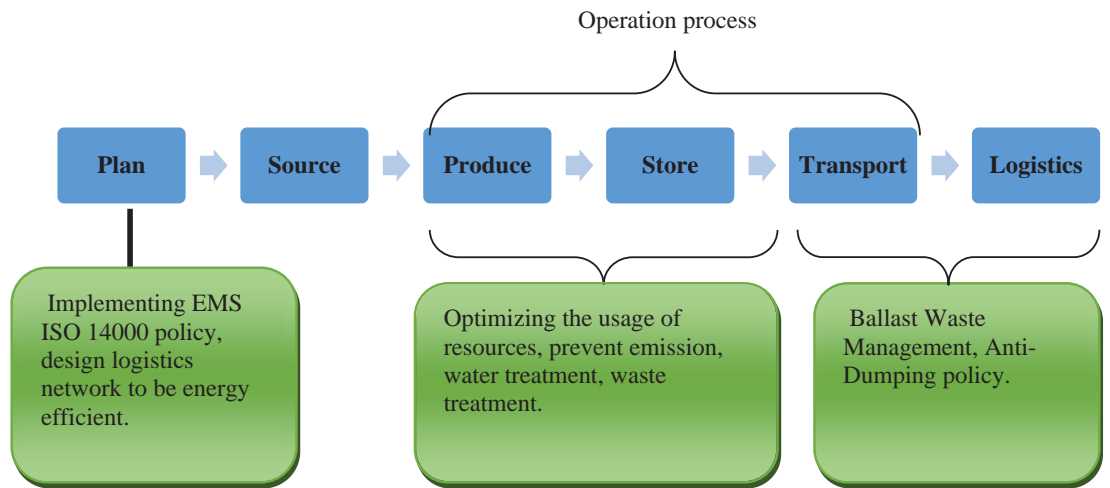 Operation process
Plan
Source
Produce
Store
Transport
Logistics
Implementing EMS
ISO 14000 policy,
design logistics
network to be energy
efficient.
Optimizing the usage of
resources, prevent emission,
water treatment, waste
treatment.
Ballast Waste
Management, Anti-
Dumping policy.